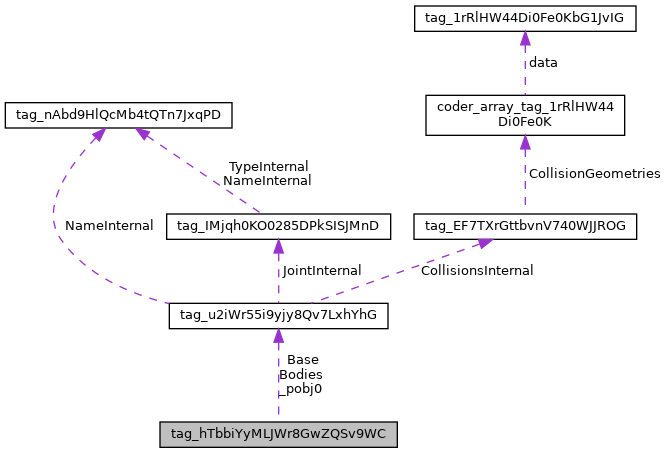 tag_1rRlHW44Di0Fe0KbG1JvIG
data
coder_array_tag_1rRlHW44
Di0Fe0K
tag_nAbd9HlQcMb4tQTn7JxqPD
TypeInternal
NameInternal
CollisionGeometries
NameInternal
tag_IMjqh0KO0285DPkSISJMnD
tag_EF7TXrGttbvnV740WJJROG
JointInternal
CollisionsInternal
tag_u2iWr55i9yjy8Qv7LxhYhG
Base
Bodies
_pobj0
tag_hTbbiYyMLJWr8GwZQSv9WC